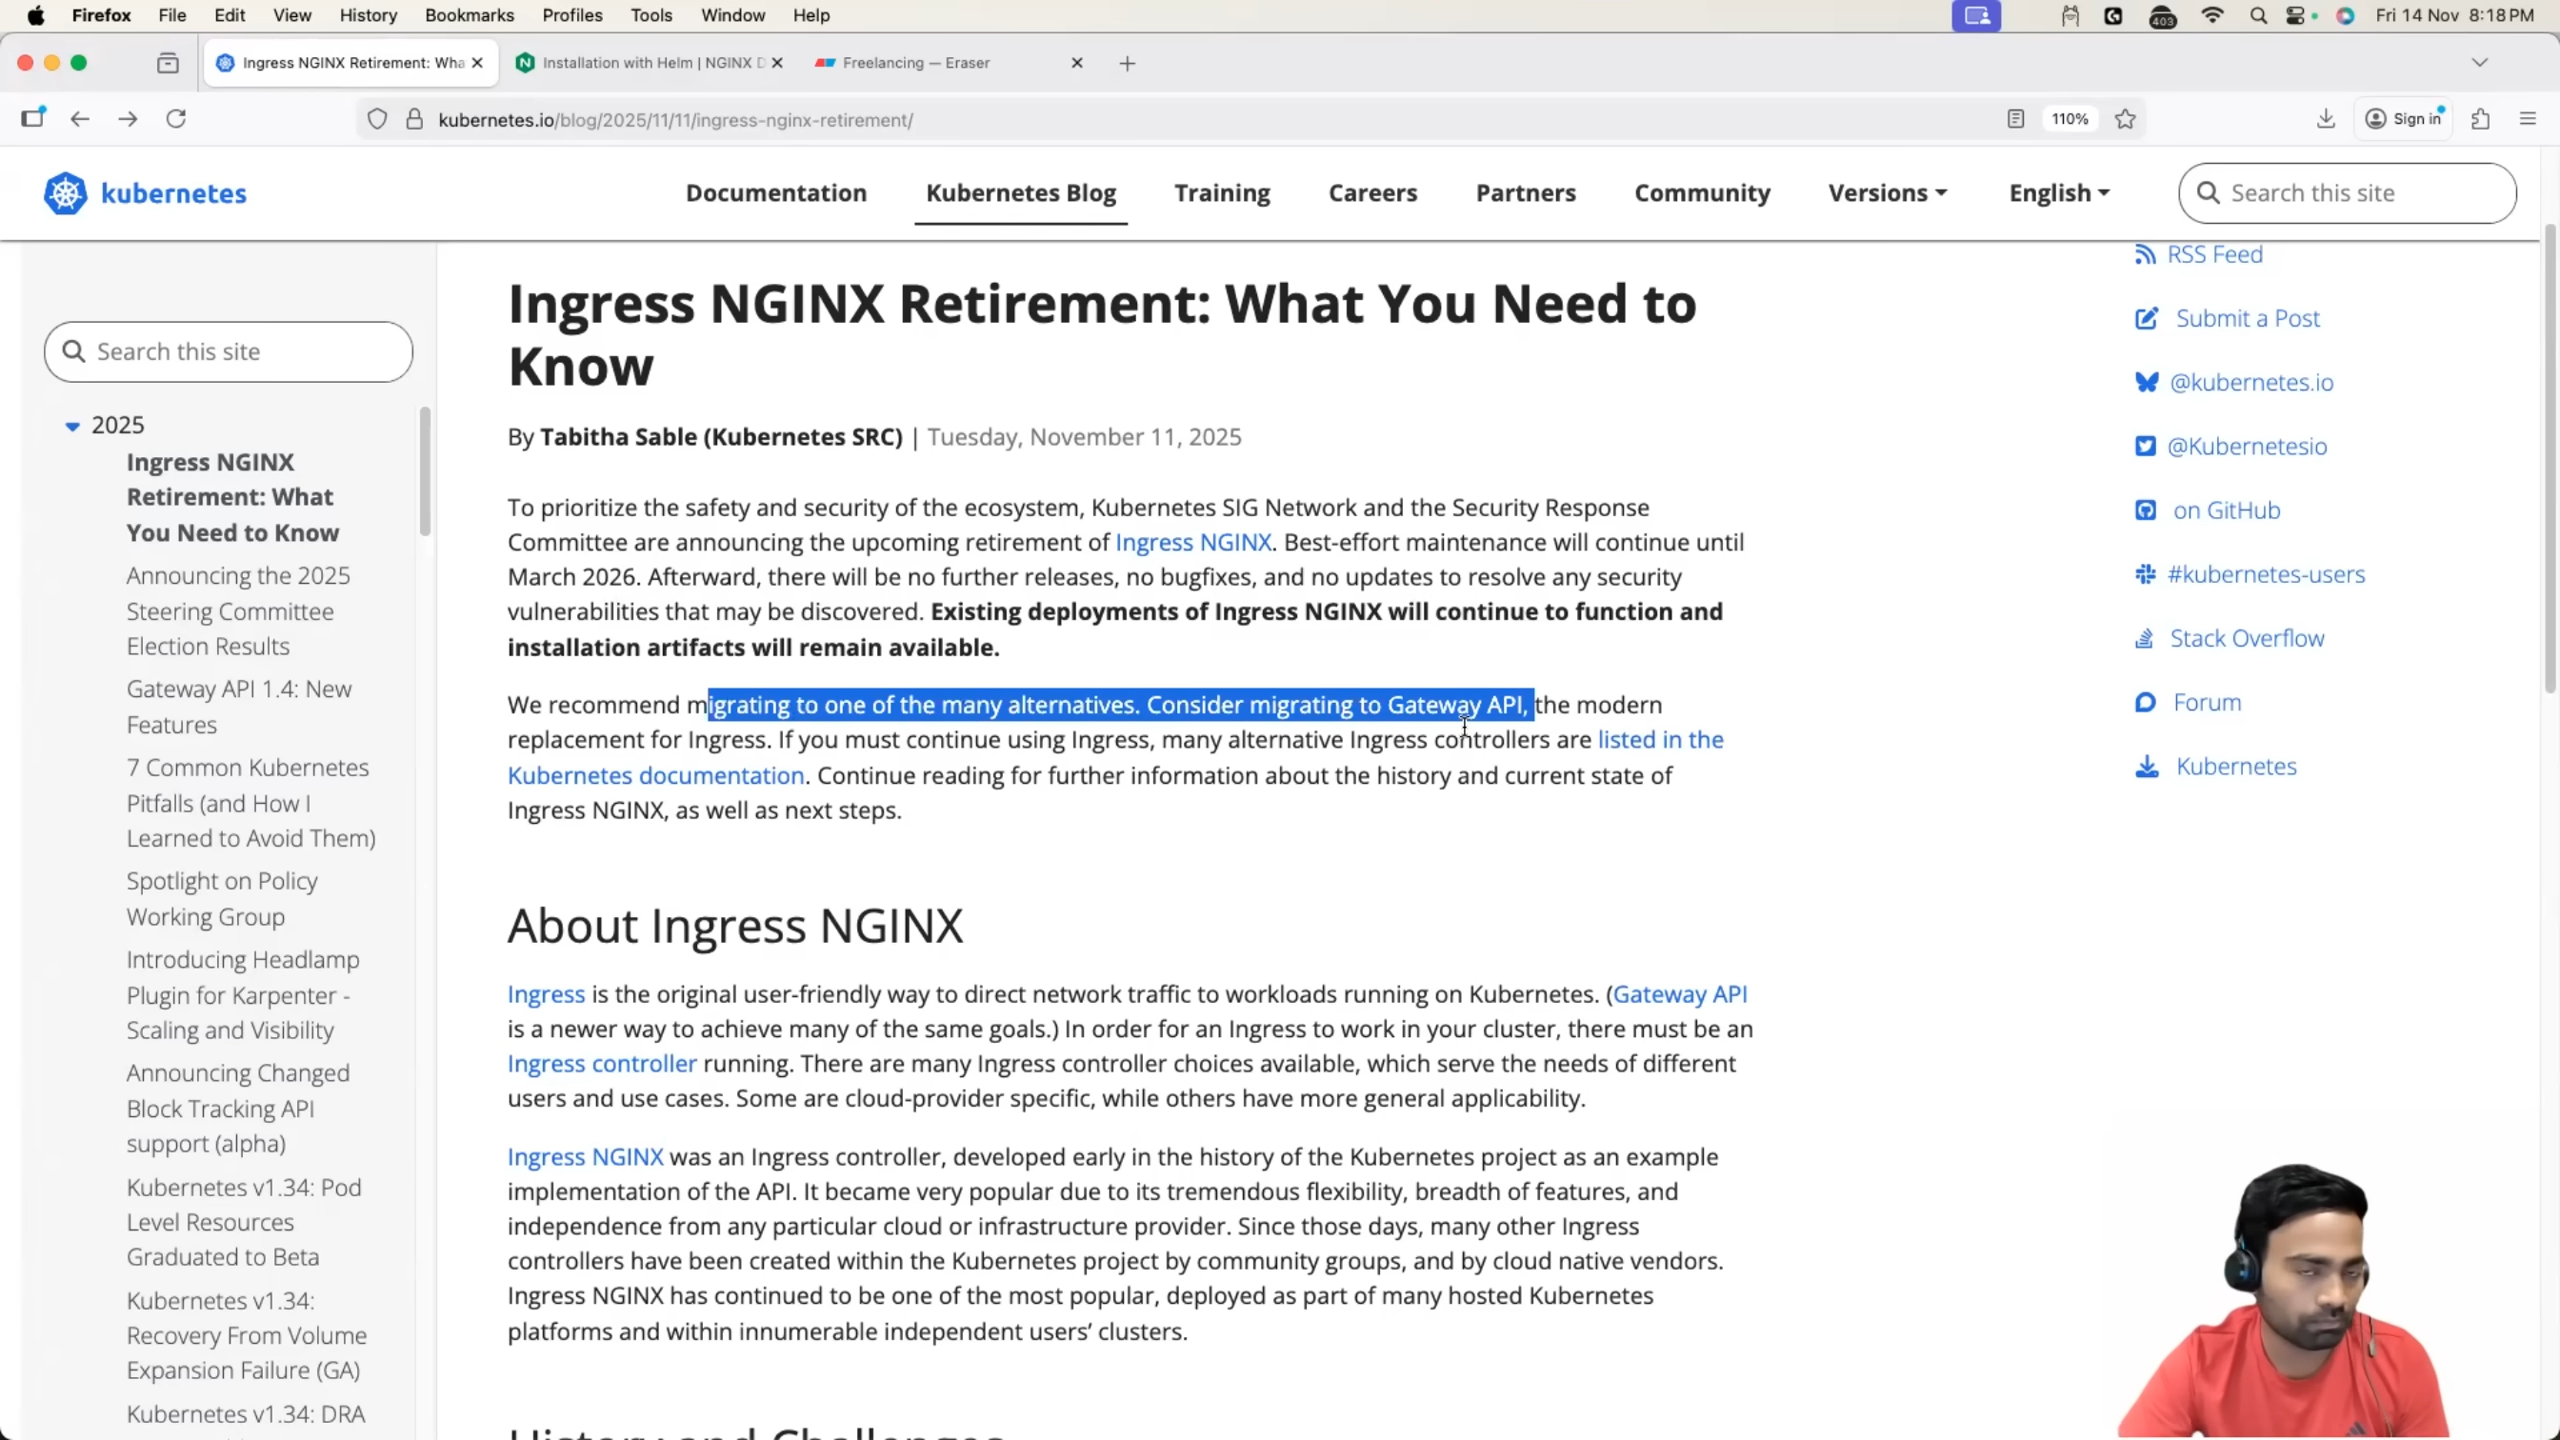 Firefox File Edit View History Bookmarks Profiles Tools Window Help
403
Fri 14 Nov 8:18 PM
Ingress NGINX Retirement: Wha
Installation with Helm | NGINX D
Freelancing — Eraser
kubernetes.io/blog/2025/11/11/ingress-nginx-retirement/
110%
Sign in
kubernetes
Documentation
Kubernetes Blog
Training
Careers
Partners
Community
Versions
English
Search this site
Search this site
2025
Ingress NGINX
Retirement: What
You Need to Know
Announcing the 2025
Steering Committee
Election Results
Gateway API 1.4: New
Features
7 Common Kubernetes
Pitfalls (and How I
Learned to Avoid Them)
Spotlight on Policy
Working Group
Introducing Headlamp
Plugin for Karpenter -
Scaling and Visibility
Announcing Changed
Block Tracking API
support (alpha)
Kubernetes v1.34: Pod
Level Resources
Graduated to Beta
Kubernetes v1.34:
Recovery From Volume
Expansion Failure (GA)
Kubernetes v1.34: DRA
Ingress NGINX Retirement: What You Need to
Know
By Tabitha Sable (Kubernetes SRC) | Tuesday, November 11, 2025
To prioritize the safety and security of the ecosystem, Kubernetes SIG Network and the Security Response
Committee are announcing the upcoming retirement of Ingress NGINX. Best-effort maintenance will continue until
March 2026. Afterward, there will be no further releases, no bugfixes, and no updates to resolve any security
vulnerabilities that may be discovered. Existing deployments of Ingress NGINX will continue to function and
installation artifacts will remain available.
We recommend migrating to one of the many alternatives. Consider migrating to Gateway API, the modern
replacement for Ingress. If you must continue using Ingress, many alternative Ingress controllers are listed in the
Kubernetes documentation. Continue reading for further information about the history and current state of
Ingress NGINX, as well as next steps.
About Ingress NGINX
Ingress is the original user-friendly way to direct network traffic to workloads running on Kubernetes. (Gateway API
is a newer way to achieve many of the same goals.) In order for an Ingress to work in your cluster, there must be an
Ingress controller running. There are many Ingress controller choices available, which serve the needs of different
users and use cases. Some are cloud-provider specific, while others have more general applicability.
Ingress NGINX was an Ingress controller, developed early in the history of the Kubernetes project as an example
implementation of the API. It became very popular due to its tremendous flexibility, breadth of features, and
independence from any particular cloud or infrastructure provider. Since those days, many other Ingress
controllers have been created within the Kubernetes project by community groups, and by cloud native vendors.
Ingress NGINX has continued to be one of the most popular, deployed as part of many hosted Kubernetes
platforms and within innumerable independent users’ clusters.
History and Challenges
RSS Feed
Submit a Post
@kubernetes.io
@Kubernetesio
on GitHub
#kubernetes-users
Stack Overflow
Forum
Kubernetes